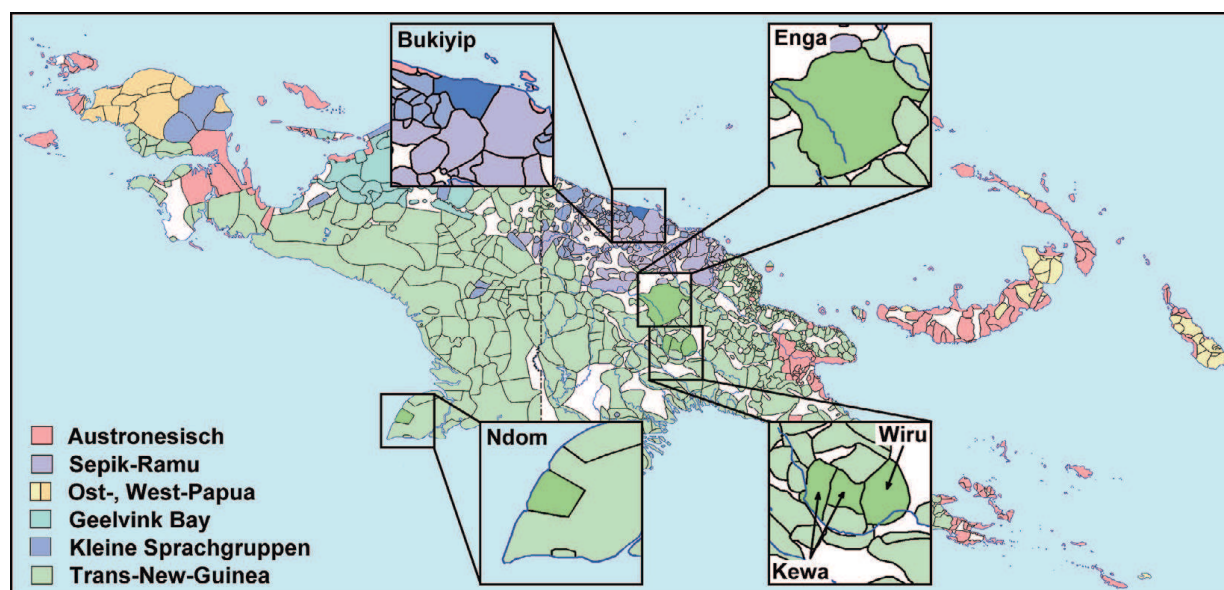 Bukiyip
Enga
Ndom
Wiru
Kewa
Austronesisch
Sepik-Ramu
Ost-, West-Papua
Geelvink Bay
Kleine Sprachgruppen
Trans-New-Guinea